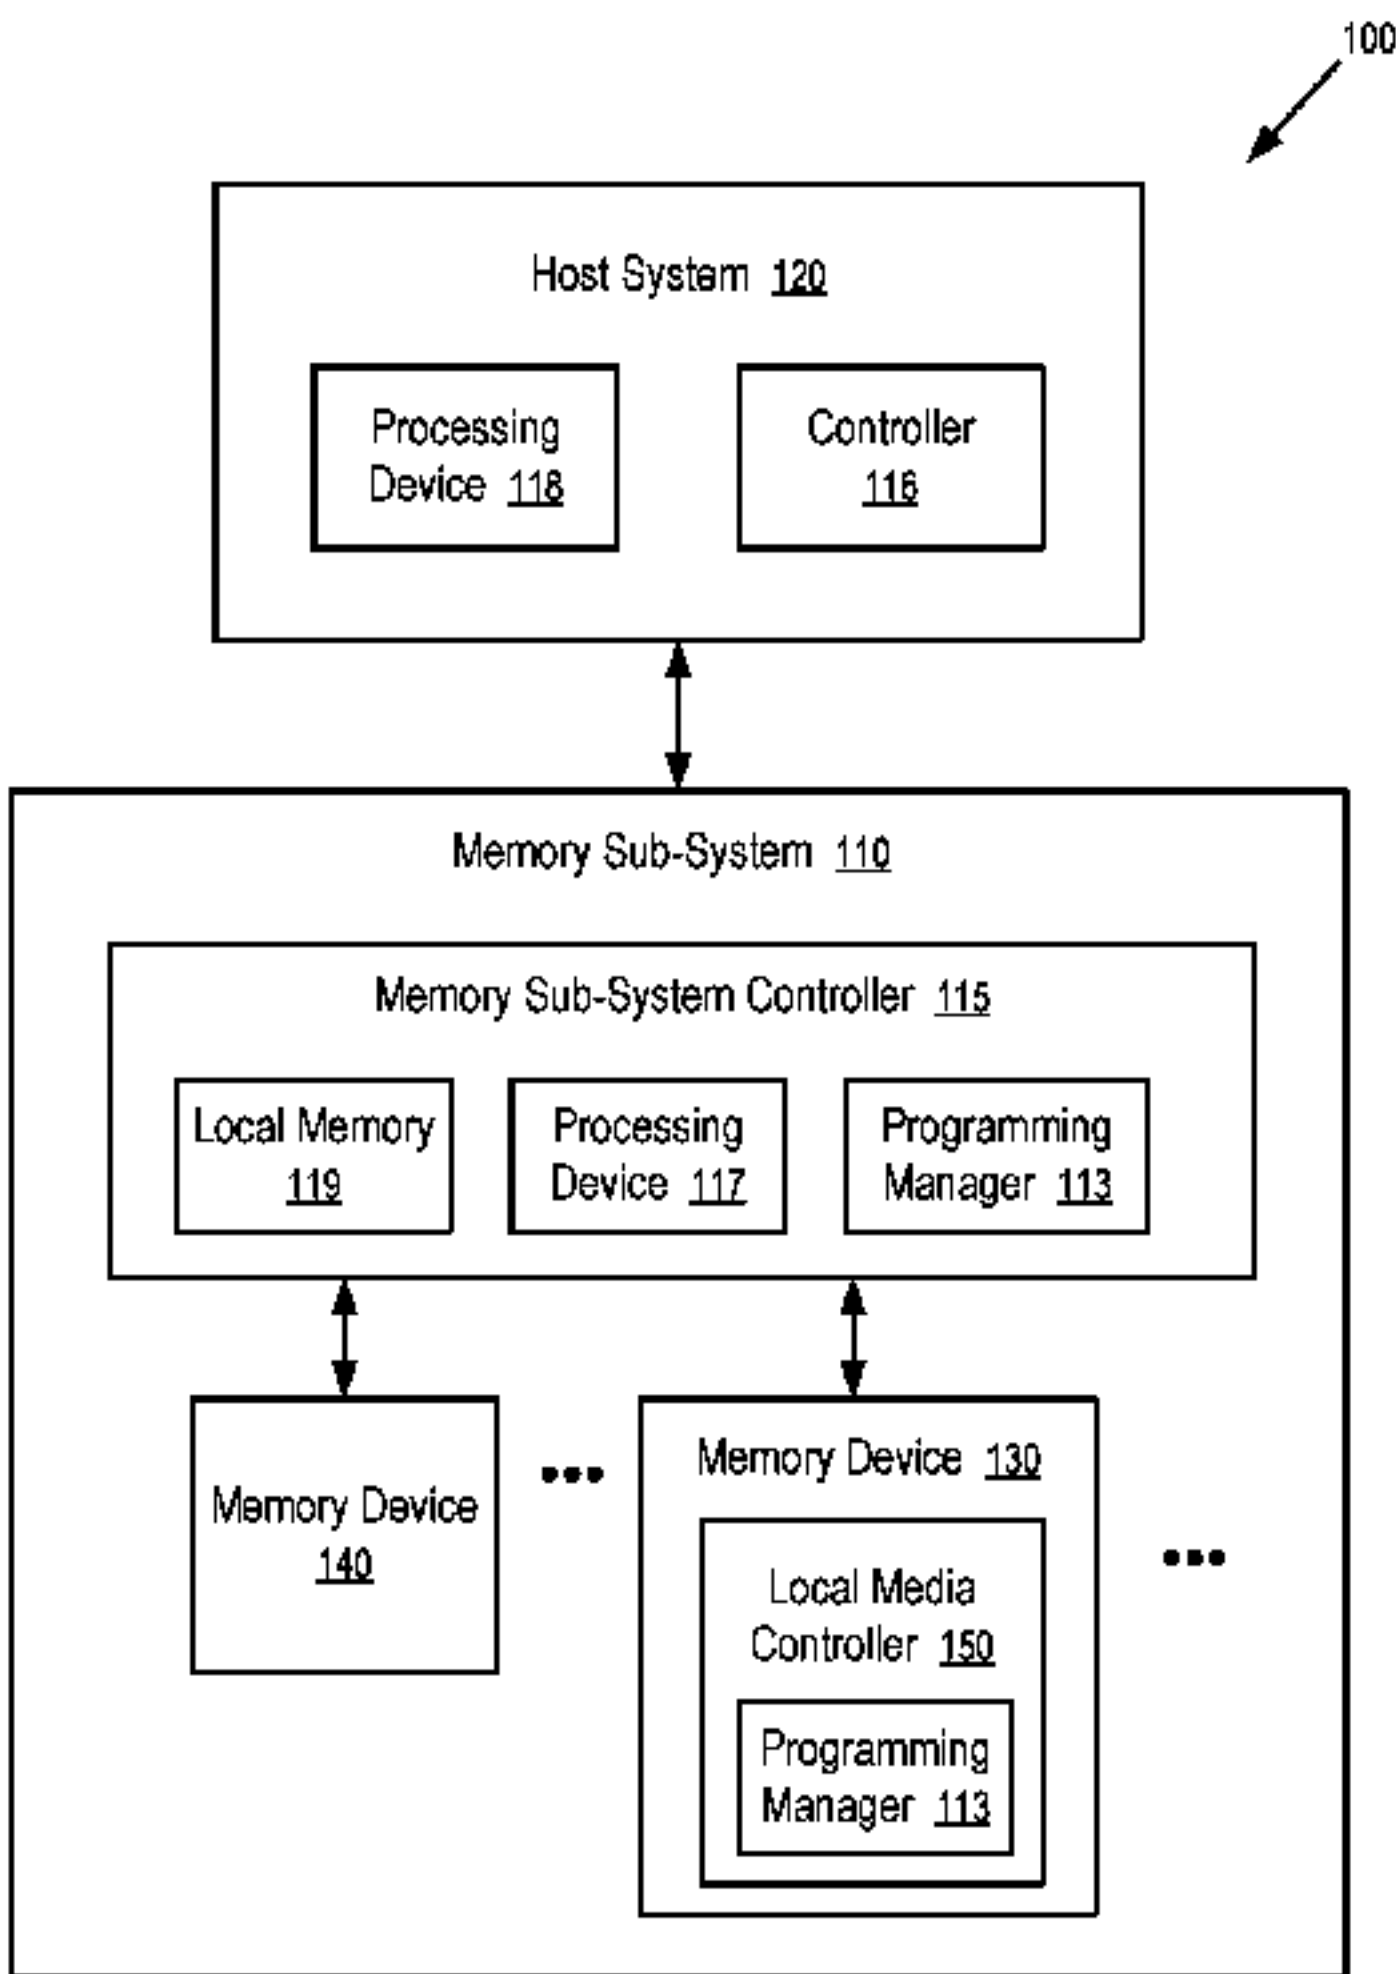 100
Host System 120
Processing
Device 118
Controller
116
Memory Sub-System 110
Memory Sub-System Controller 115
Local Memory
119
Processing
Device 117
Programming
Manager 113
Memory Device
140
Memory Device 130
Local Media
Controller 150
Programming
Manager 113